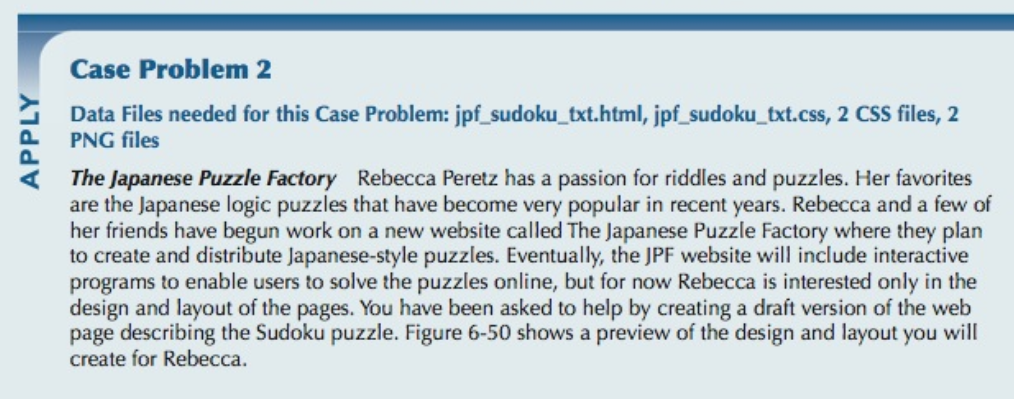 Case Problem 2
Data Files needed for this Case Problem: jpf_sudoku_txt.html, jpf_sudoku_txt.css, 2 CSS files, 2
PNG files
APPLY
The Japanese Puzzle Factory Rebecca Peretz has a passion for riddles and puzzles. Her favorites
are the Japanese logic puzzles that have become very popular in recent years. Rebecca and a few of
her friends have begun work on a new website called The Japanese Puzzle Factory where they plan
to create and distribute Japanese-style puzzles. Eventually, the JPF website will include interactive
programs to enable users to solve the puzzles online, but for now Rebecca is interested only in the
design and layout of the pages. You have been asked to help by creating a draft version of the web
page describing the Sudoku puzzle. Figure 6-50 shows a preview of the design and layout you will
create for Rebecca.